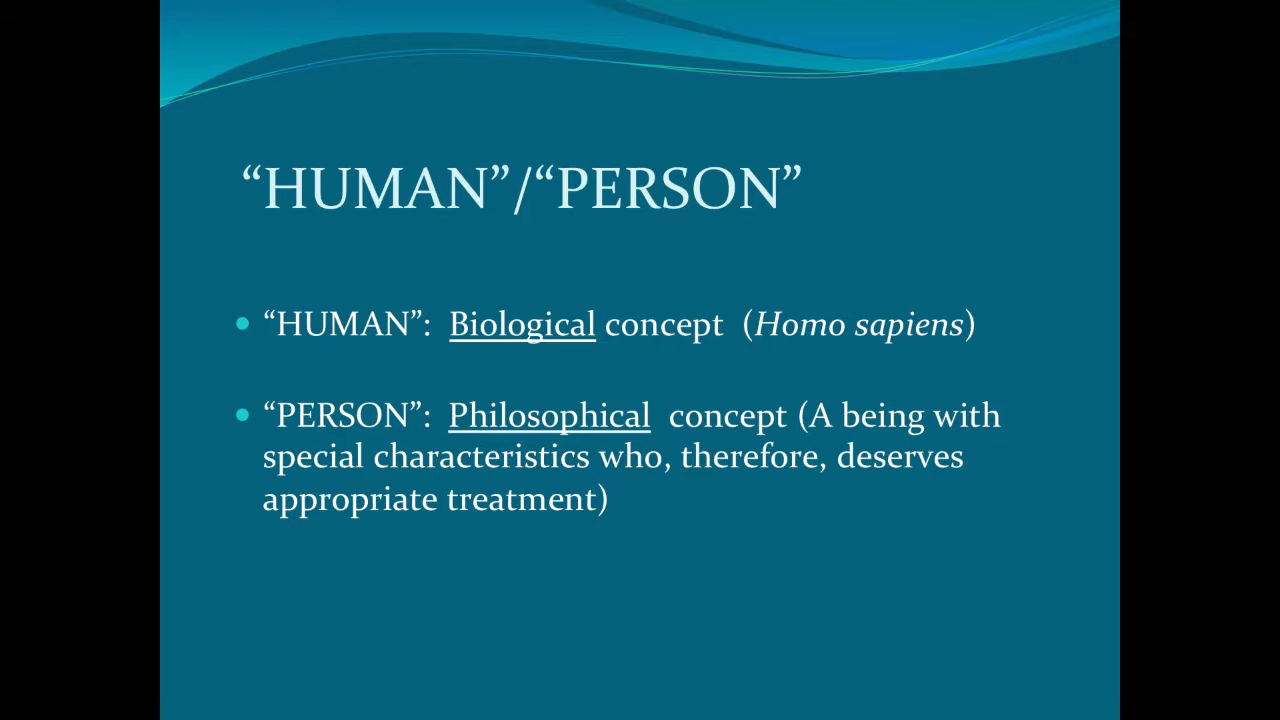 “HUMAN”/“PERSON”
“HUMAN”: Biological concept (Homo sapiens)
“PERSON”: Philosophical concept (A being with
special characteristics who, therefore, deserves
appropriate treatment)